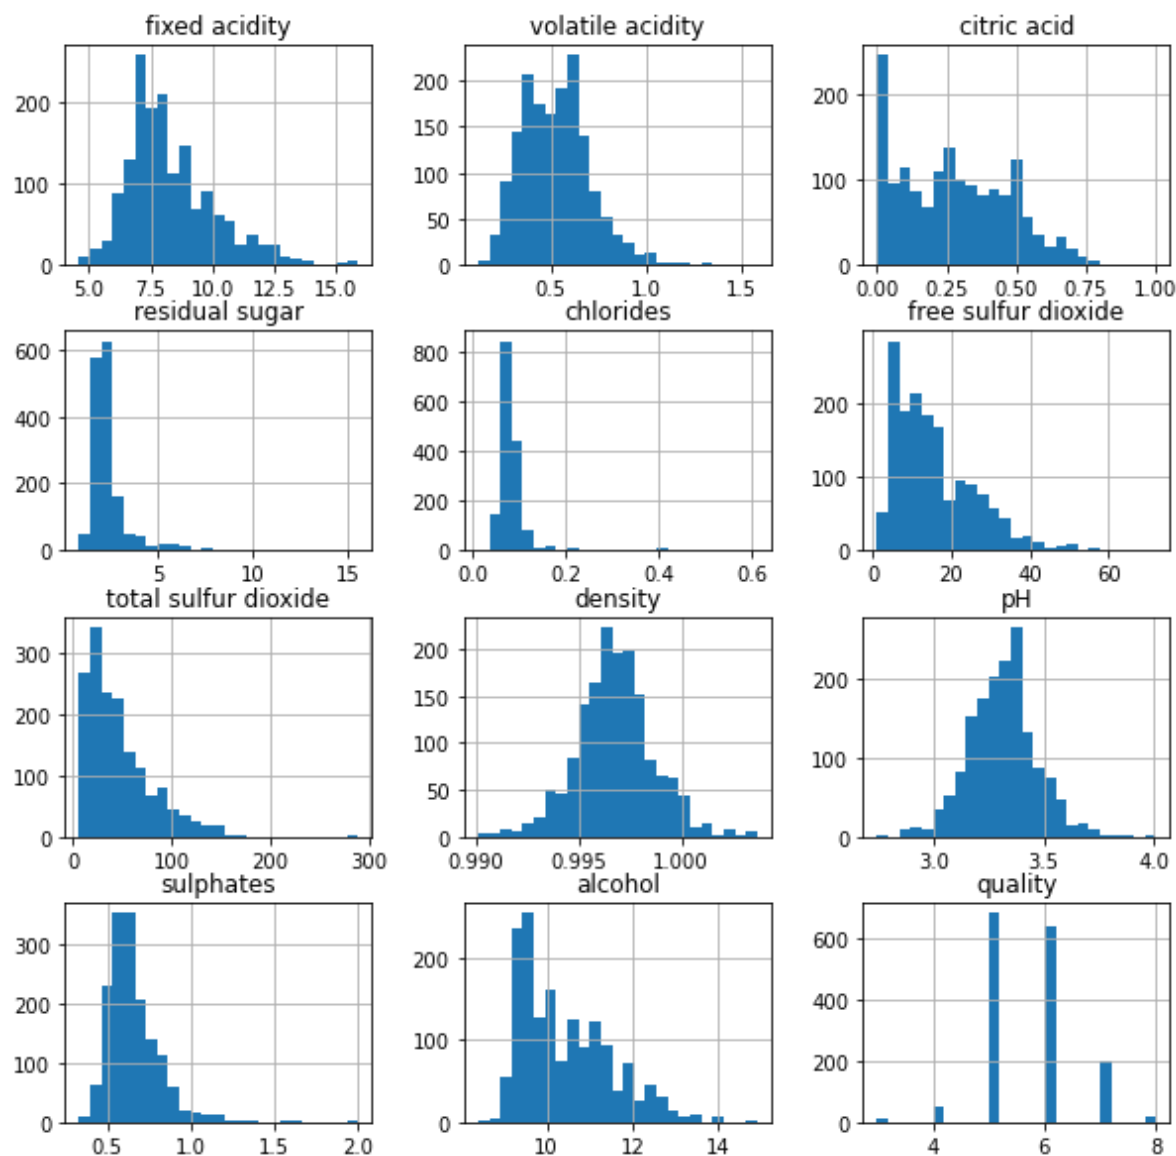 fixed acidity
200
100
0
5.0 7.5 10.0 12.5 15.0
volatile acidity
200
150
100
50
0
0.5 1.0 1.5
citric acid
200
100
0
0.00 0.25 0.50 0.75 1.00
residual sugar
600
400
200
0
5 10 15
chlorides
800
600
400
200
0
0.0 0.2 0.4 0.6
free sulfur dioxide
200
100
0
0 20 40 60
total sulfur dioxide
300
200
100
0
0 100 200 300
density
200
150
100
50
0
0.990 0.995 1.000
pH
200
100
0
3.0 3.5 4.0
sulphates
300
200
100
0
0.5 1.0 1.5 2.0
alcohol
200
100
0
10 12 14
quality
600
400
200
0
4 6 8